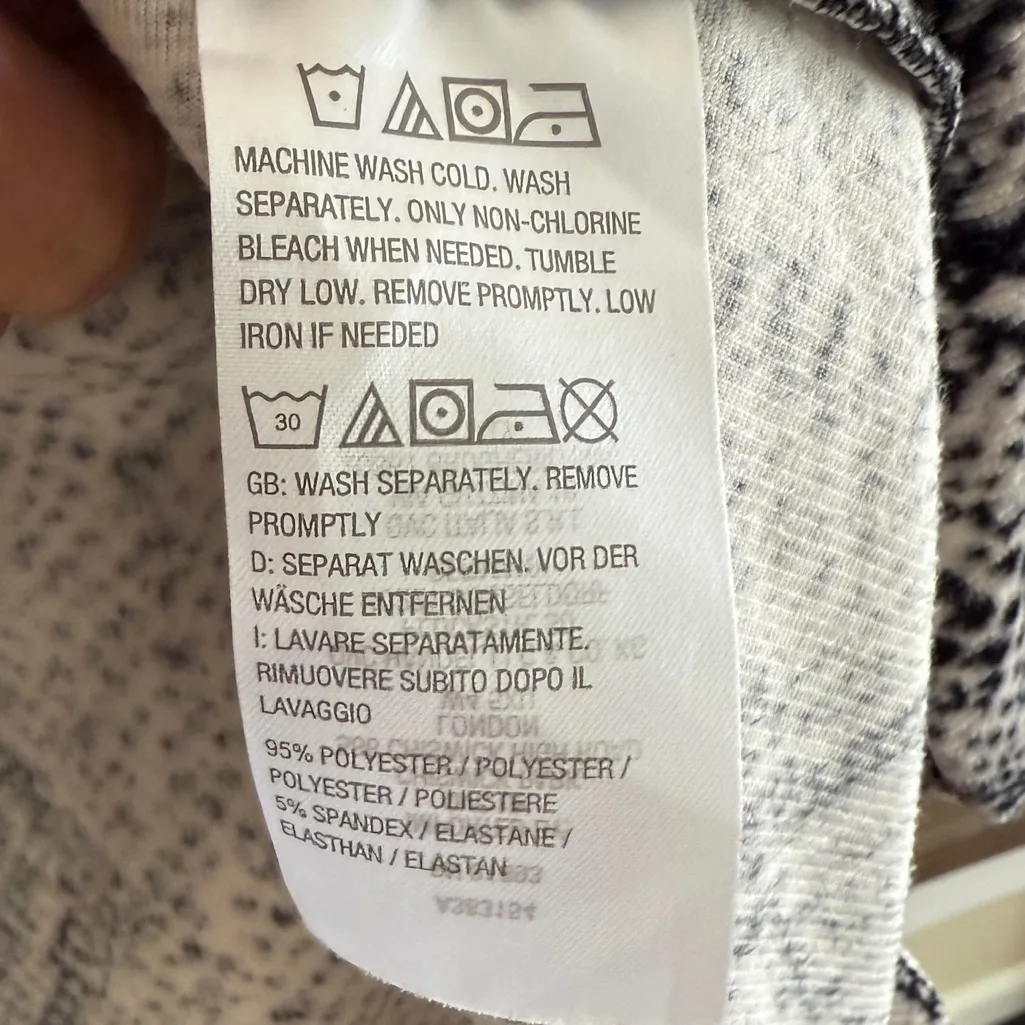 MACHINE WASH COLD. WASH
SEPARATELY. ONLY NON-CHLORINE
BLEACH WHEN NEEDED. TUMBLE
DRY LOW. REMOVE PROMPTLY. LOW
IRON IF NEEDED
30
GB: WASH SEPARATELY. REMOVE
PROMPTLY
D: SEPARAT WASCHEN. VOR DER
WÄSCHE ENTFERNEN
I: LAVARE SEPARATAMENTE.
RIMUOVERE SUBITO DOPO IL
LAVAGGIO
LONDON
95% POLYESTER / POLYESTER /
POLYESTER / POLIESTERE
5% SPANDEX / ELASTANE /
ELASTHAN / ELASTAN
A383184